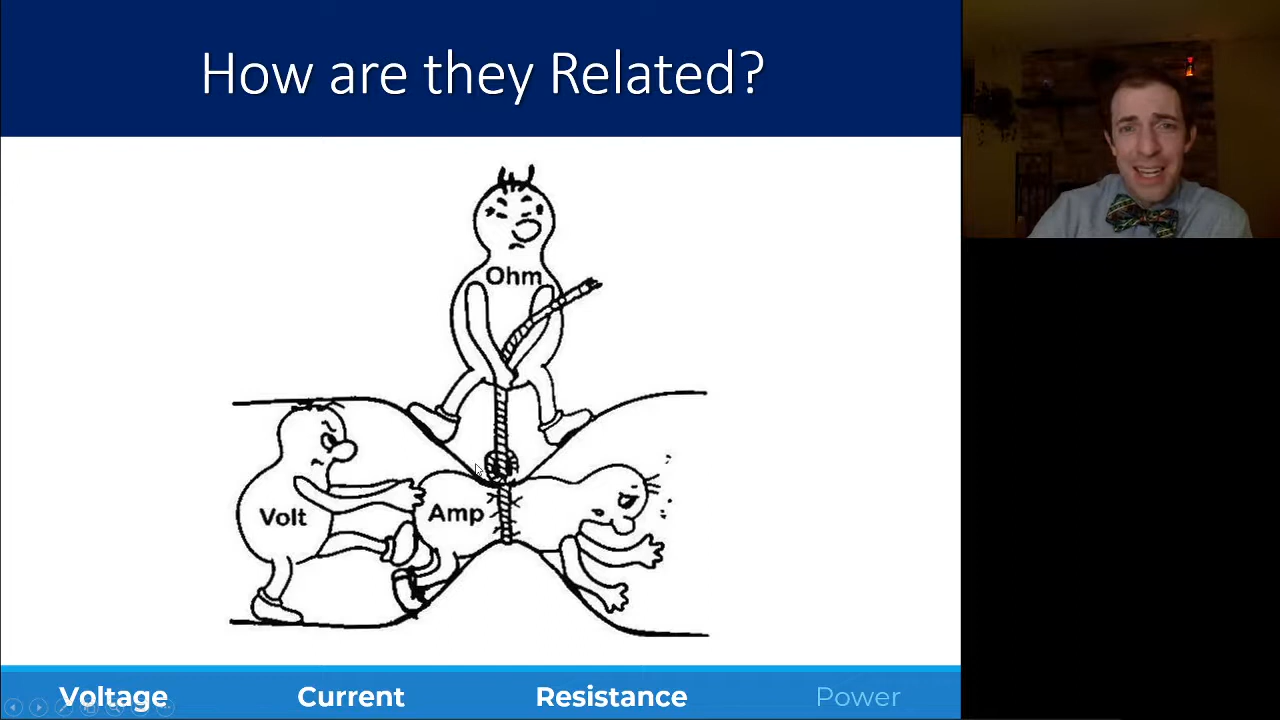 How are they Related?
Ohm
Volt
Amp
Voltage Current Resistance Power